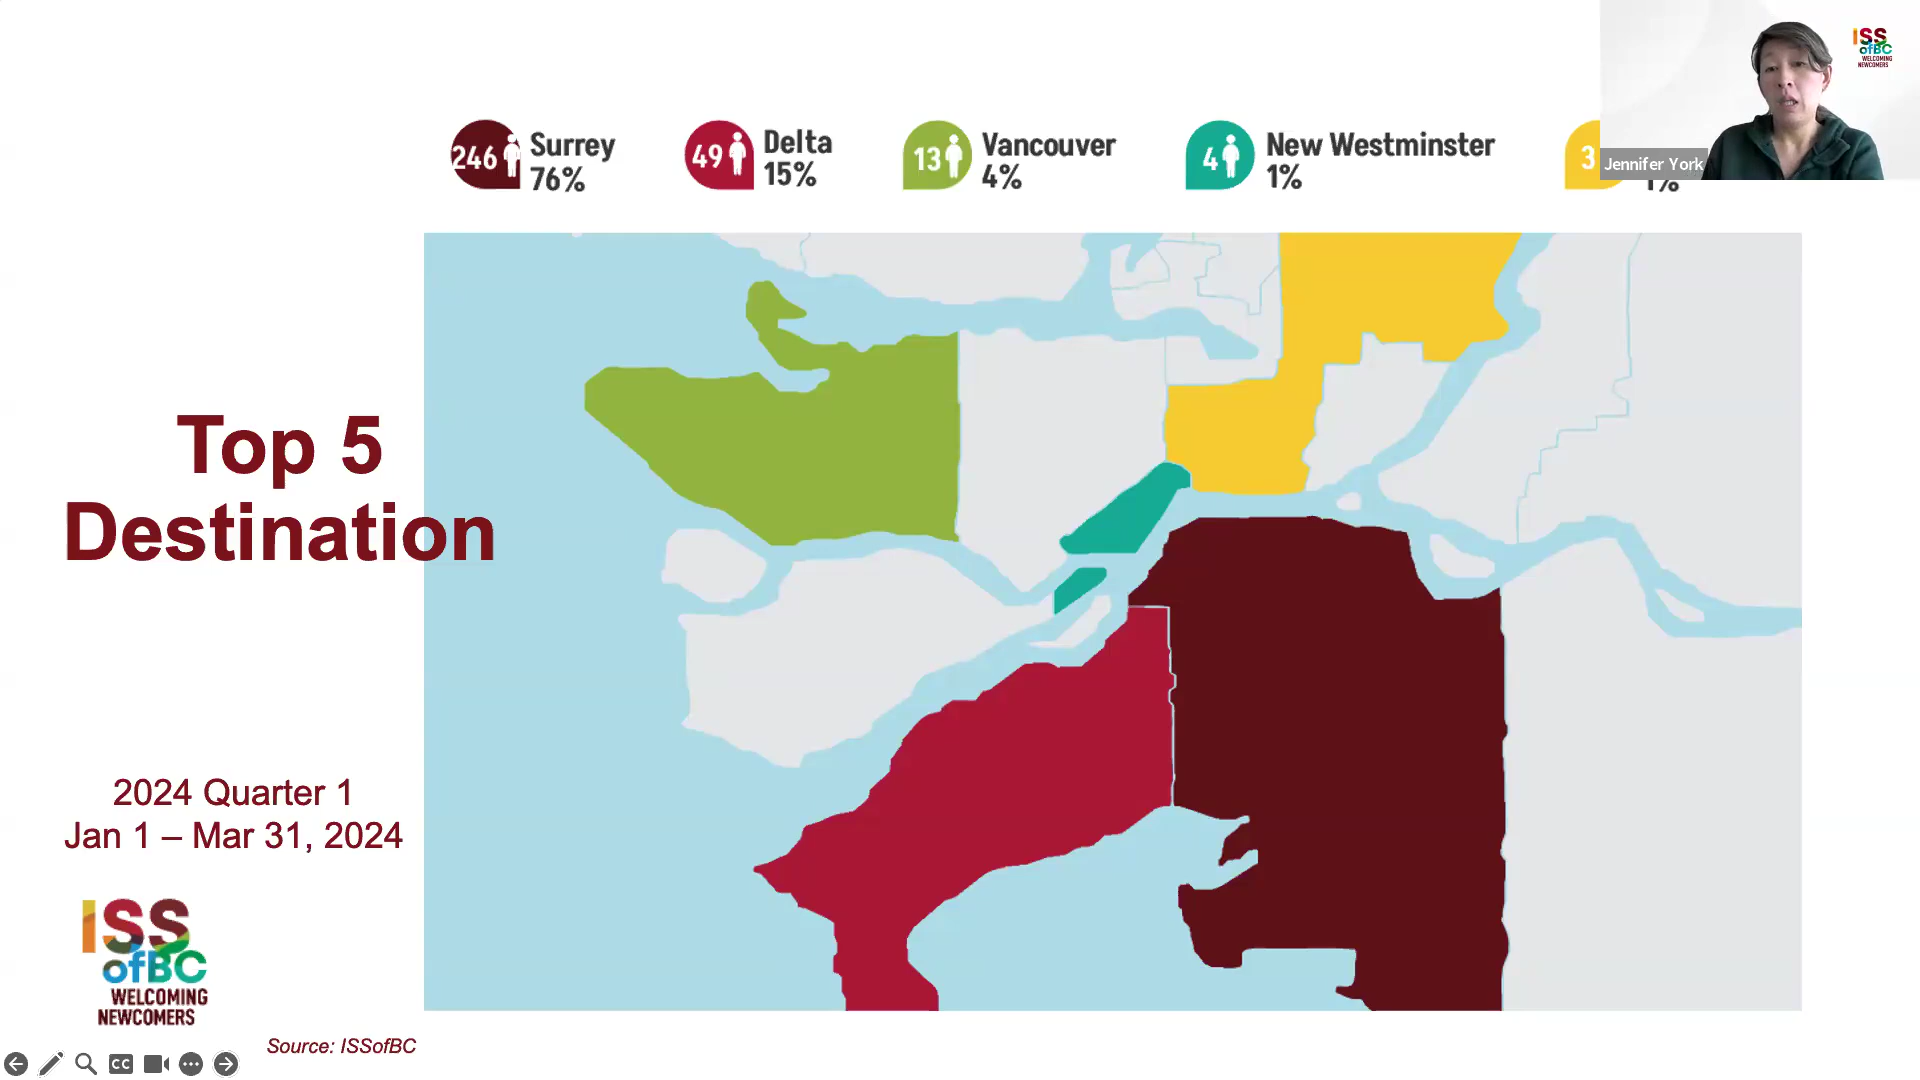 246 Surrey
76%
49 Delta
15%
13 Vancouver
4%
4 New Westminster
1%
3
1%
Jennifer York
ISS
ofBC
WELCOMING
NEWCOMERS
Top 5
Destination
2024 Quarter 1
Jan 1 – Mar 31, 2024
ISS
ofBC
WELCOMING
NEWCOMERS
Source: ISSofBC
CC